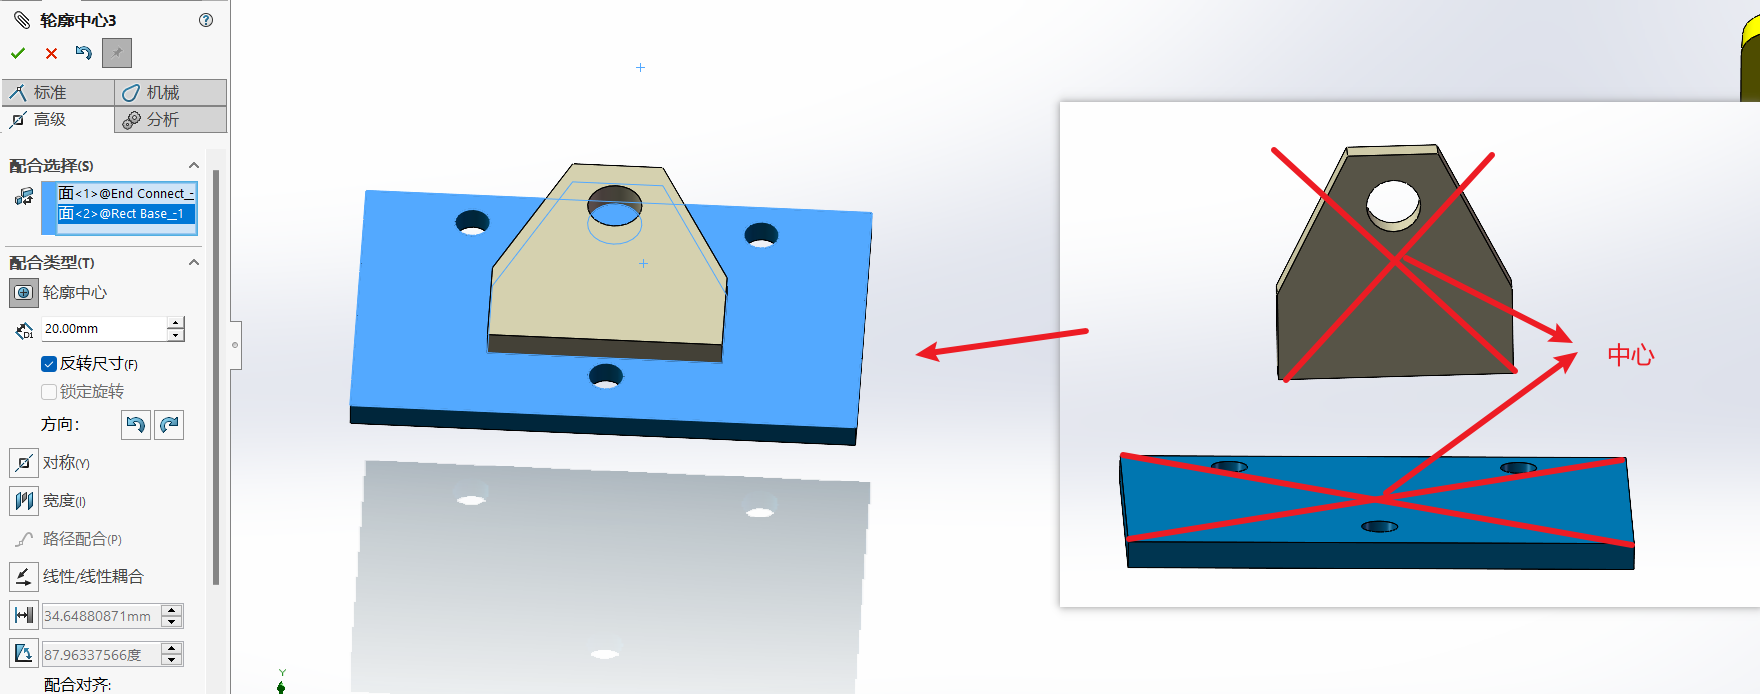 轮廓中心3
标准
机械
高级
分析
配合选择(S)
面<1>@End Connect_-
面<2>@Rect Base_-1
配合类型(T)
轮廓中心
D1
20.00mm
反转尺寸(F)
锁定旋转
方向:
对称(Y)
宽度(I)
路径配合(P)
线性/线性耦合
34.64880871mm
87.96337566度
配合对齐:
中心
Y